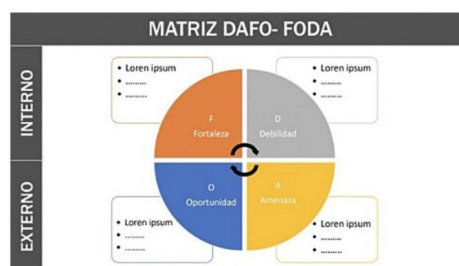 MATRIZ DAFO- FODA
INTERNO
• Loren ipsum
• .........
• .........
• Loren ipsum
• .........
• .........
F
Fortaleza
D
Debilidad
EXTERNO
O
Oportunidad
A
Amenaza
• Loren ipsum
• .........
• .........
• Loren ipsum
• .........
• .........